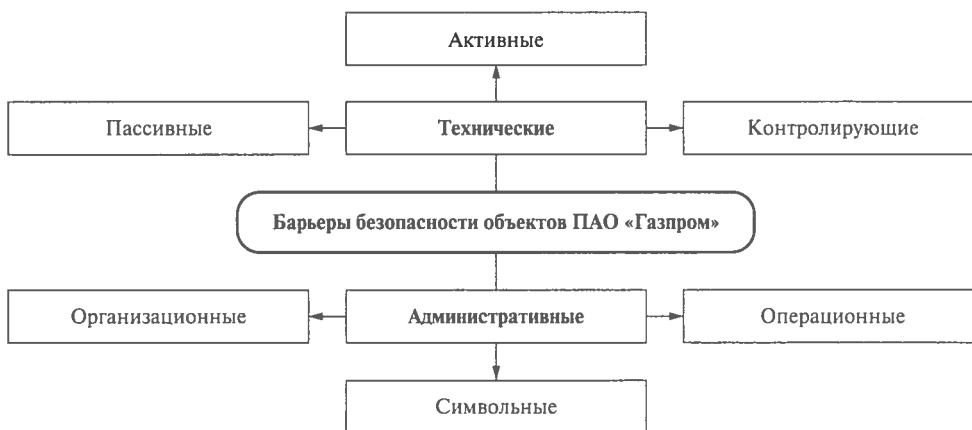 Активные
Пассивные
Технические
Контролирующие
Барьеры безопасности объектов ПАО «Газпром»
Организационные
Административные
Операционные
Символьные